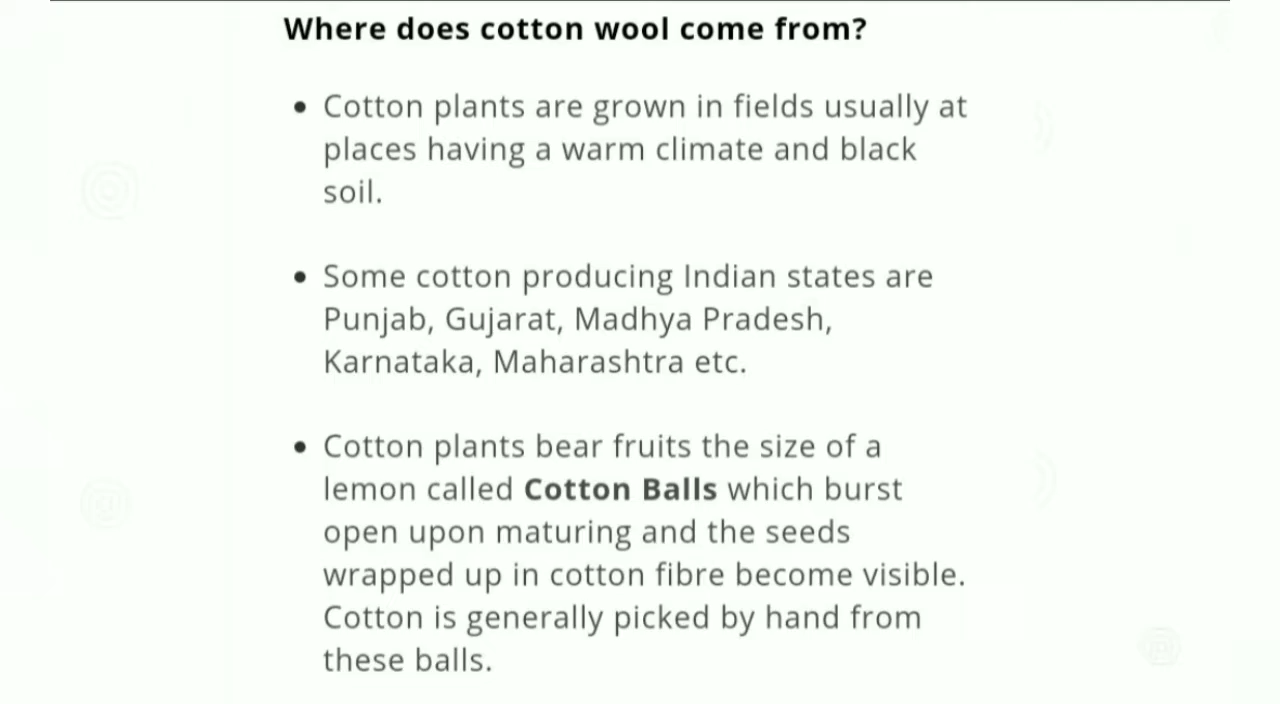 Where does cotton wool come from?
• Cotton plants are grown in fields usually at
places having a warm climate and black
soil.
• Some cotton producing Indian states are
Punjab, Gujarat, Madhya Pradesh,
Karnataka, Maharashtra etc.
• Cotton plants bear fruits the size of a
lemon called Cotton Balls which burst
open upon maturing and the seeds
wrapped up in cotton fibre become visible.
Cotton is generally picked by hand from
these balls.